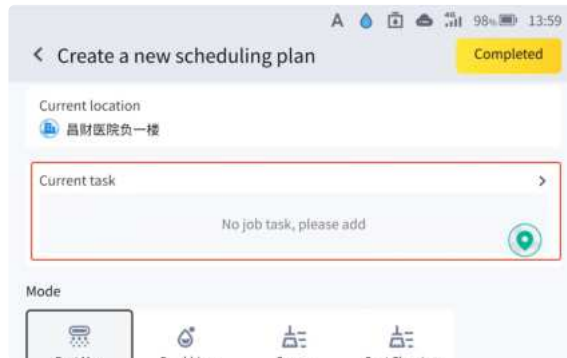 A 4G 98% 13:59
Create a new scheduling plan
Completed
Current location
昌财医院负一楼
Current task
No job task, please add
Mode